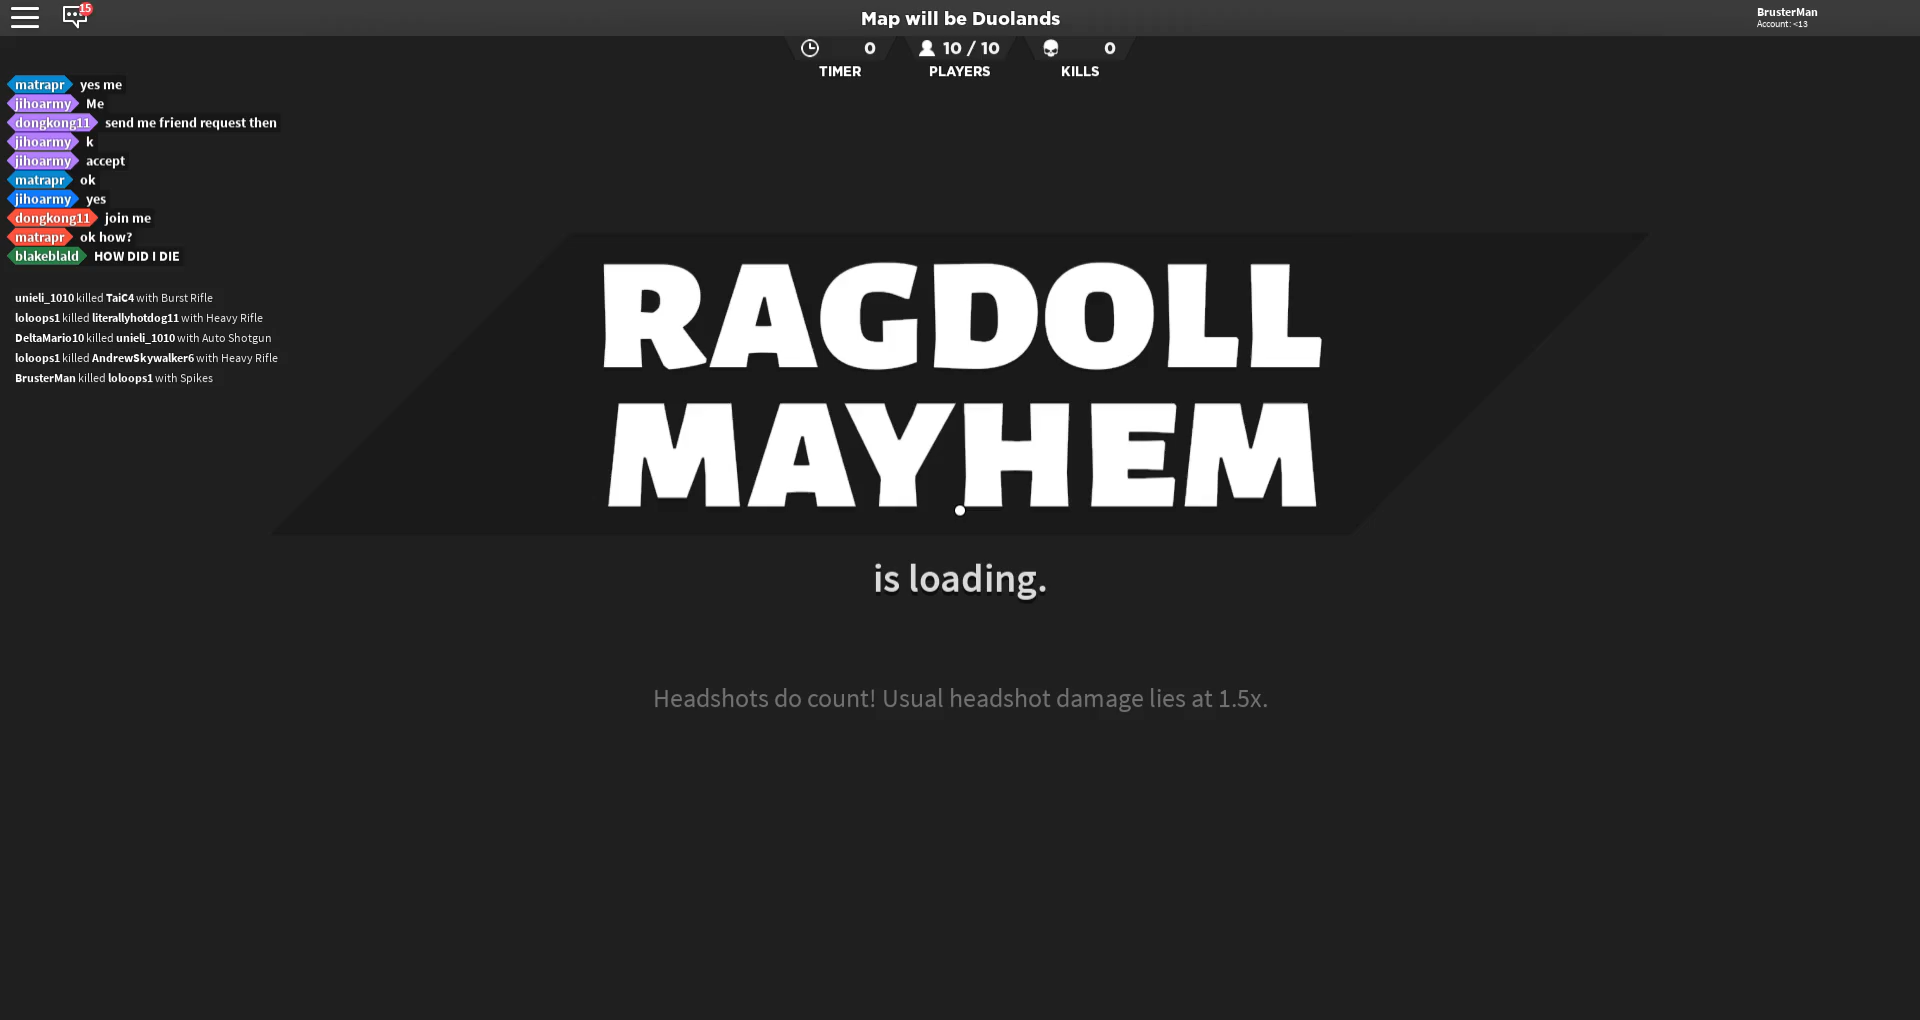 15
Map will be Duolands
BrusterMan
Account: <13
0
10 / 10
0
TIMER
PLAYERS
KILLS
matrapr yes me
jihoarmy Me
dongkong11 send me friend request then
jihoarmy k
jihoarmy accept
matrapr ok
jihoarmy yes
dongkong11 join me
matrapr ok how?
blakeblald HOW DID I DIE
unieli_1010 killed TaiC4 with Burst Rifle
loloops1 killed literallyhotdog11 with Heavy Rifle
DeltaMario10 killed unieli_1010 with Auto Shotgun
loloops1 killed AndrewSkywalker6 with Heavy Rifle
BrusterMan killed loloops1 with Spikes
RAGDOLL
MAYHEM
is loading.
Headshots do count! Usual headshot damage lies at 1.5x.